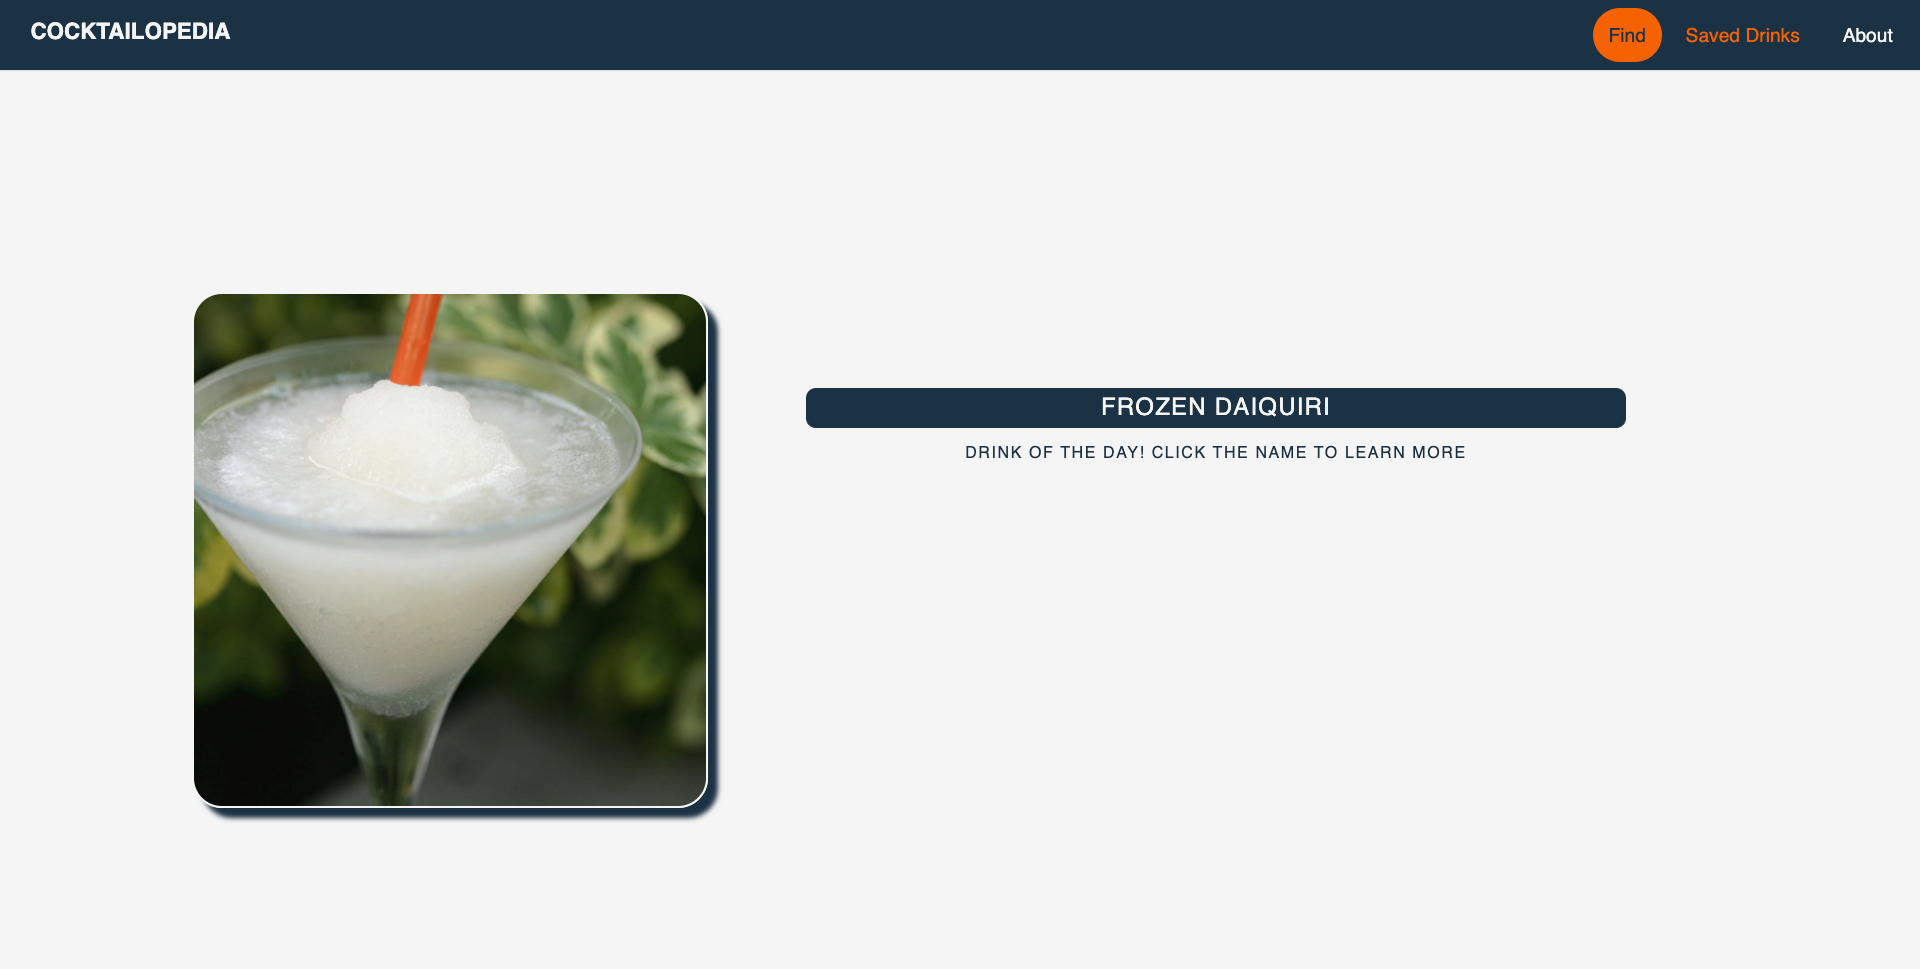 COCKTAILOPEDIA
Find
Saved Drinks
About
FROZEN DAIQUIRI
DRINK OF THE DAY! CLICK THE NAME TO LEARN MORE